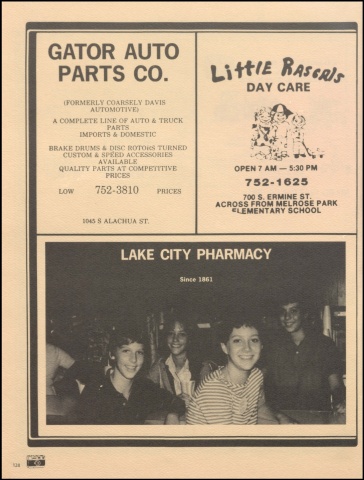 GATOR AUTO
PARTS CO.
(FORMERLY COARSELY DAVIS
AUTOMOTIVE)
A COMPLETE LINE OF AUTO & TRUCK
PARTS
IMPORTS & DOMESTIC
BRAKE DRUMS & DISC ROTORS TURNED
CUSTOM & SPEED ACCESSORIES
AVAILABLE
QUALITY PARTS AT COMPETITIVE
PRICES
LOW 752-3810 PRICES
1045 S ALACHUA ST.
LITTLE RASCALS
DAY CARE
OPEN 7 AM — 5:30 PM
752-1625
700 S. ERMINE ST.
ACROSS FROM MELROSE PARK
ELEMENTARY SCHOOL
LAKE CITY PHARMACY
Since 1861